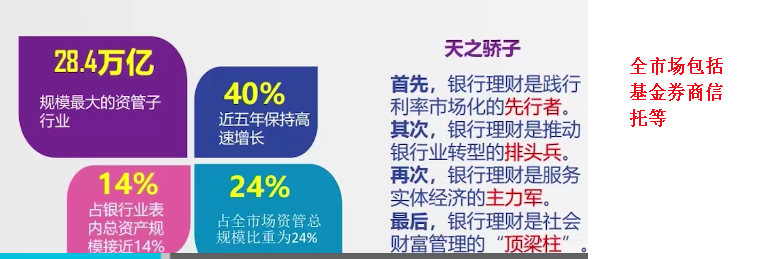 28.4万亿
规模最大的资管子
行业
40%
近五年保持高
速增长
14%
占银行业表
内总资产规
模接近14%
24%
占全市场资管总
规模比重为24%
天之骄子
首先，银行理财是践行
利率市场化的先行者。
其次，银行理财是推动
银行业转型的排头兵。
再次，银行理财是服务
实体经济的主力军。
最后，银行理财是社会
财富管理的“顶梁柱”。
全市场包括
基金券商信
托等